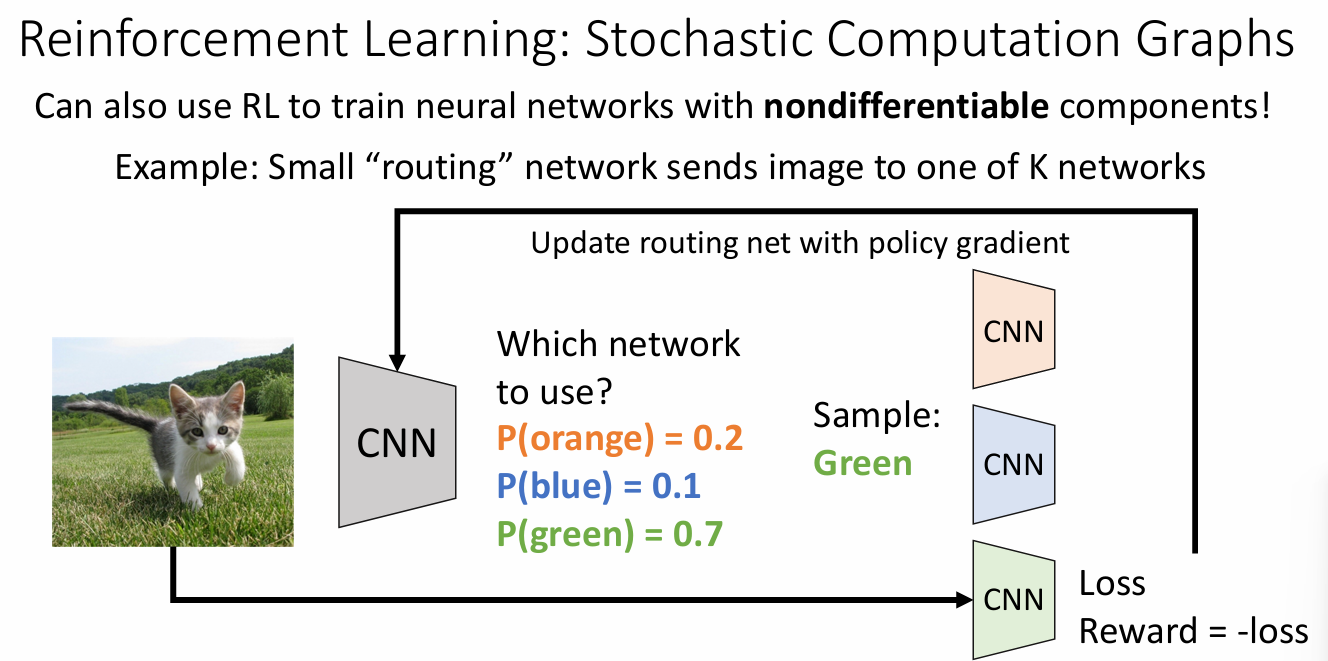 Reinforcement Learning: Stochastic Computation Graphs
Can also use RL to train neural networks with nondifferentiable components!
Example: Small “routing” network sends image to one of K networks
Update routing net with policy gradient
CNN
Which network
to use?
P(orange) = 0.2
P(blue) = 0.1
P(green) = 0.7
Sample:
Green
CNN
CNN
CNN
Loss
Reward = -loss